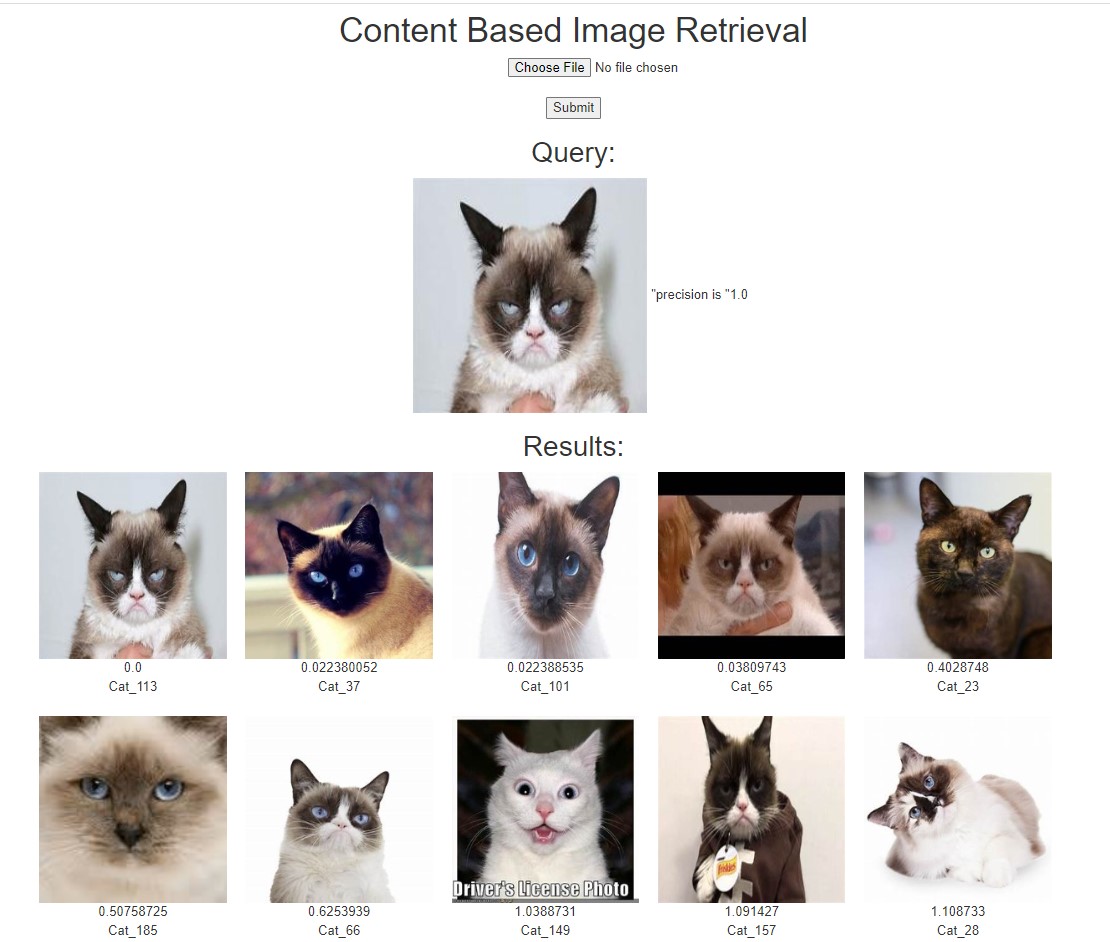 Content Based Image Retrieval
Choose File No file chosen
Submit
Query:
"precision is "1.0
Results:
0.0 0.022380052 0.022388535 0.03809743 0.4028748
Cat_113 Cat_37 Cat_101 Cat_65 Cat_23
Driver's License Photo
Friskies
0.50758725 0.6253939 1.0388731 1.091427 1.108733
Cat_185 Cat_66 Cat_149 Cat_157 Cat_28